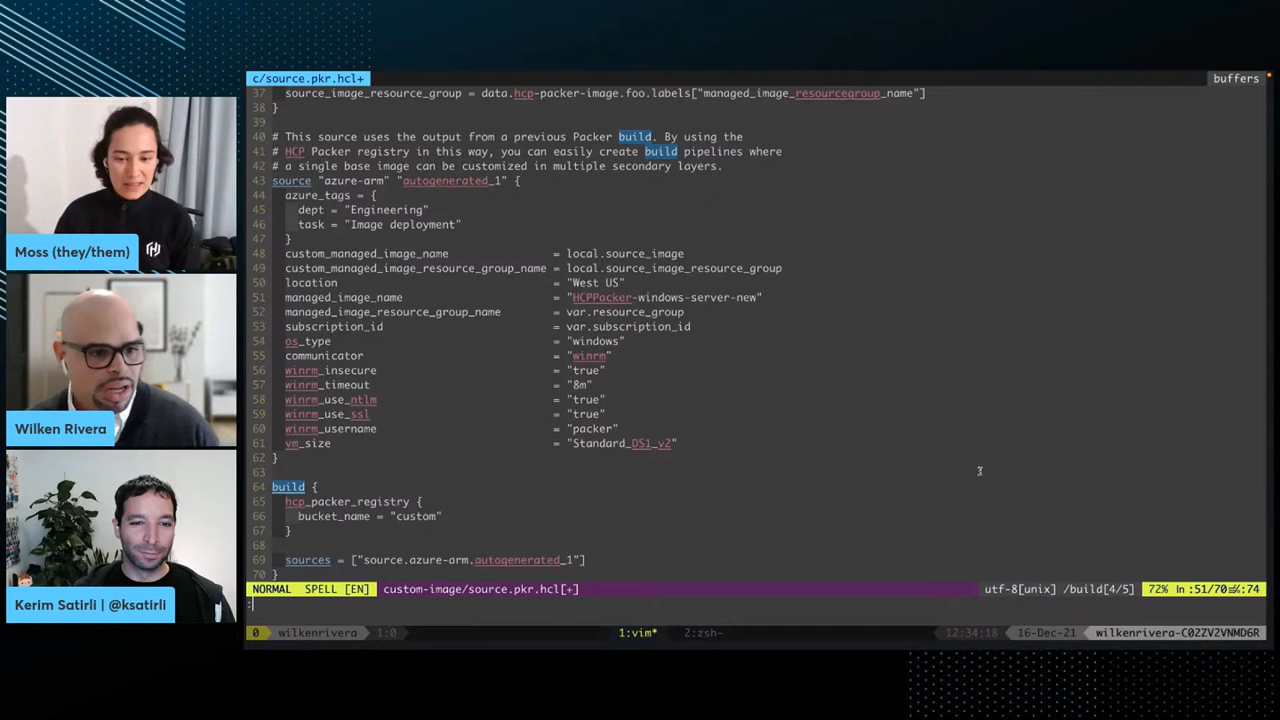 c/source.pkr.hcl+
buffers
37 source_image_resource_group = data.hcp-packer-image.foo.labels["managed_image_resourcegroup_name"]
38 }
39
40 # This source uses the output from a previous Packer build. By using the
41 # HCP Packer registry in this way, you can easily create build pipelines where
42 # a single base image can be customized in multiple secondary layers.
43 source "azure-arm" "autogenerated_1" {
44 azure_tags = {
45 dept = "Engineering"
46 task = "Image deployment"
47 }
48 custom_managed_image_name = local.source_image
49 custom_managed_image_resource_group_name = local.source_image_resource_group
50 location = "West US"
51 managed_image_name = "HCPPacker-windows-server-new"
52 managed_image_resource_group_name = var.resource_group
53 subscription_id = var.subscription_id
54 os_type = "windows"
55 communicator = "winrm"
56 winrm_insecure = "true"
57 winrm_timeout = "8m"
58 winrm_use_ntlm = "true"
59 winrm_use_ssl = "true"
60 winrm_username = "packer"
61 vm_size = "Standard_DS1_v2"
62 }
63
64 build {
65 hcp_packer_registry {
66 bucket_name = "custom"
67 }
68
69 sources = ["source.azure-arm.autogenerated_1"]
70 }
NORMAL SPELL [EN] custom-image/source.pkr.hcl[+] utf-8[unix] /build[4/5] 72% :51/70 :74
:
0 wilkenrivera 1:0 1:vim* 2:zsh- 12:34:18 16-Dec-21 wilkenrivera-C02ZV2VNMD6R
Moss (they/them)
Wilken Rivera
Kerim Satirli | @ksatirli